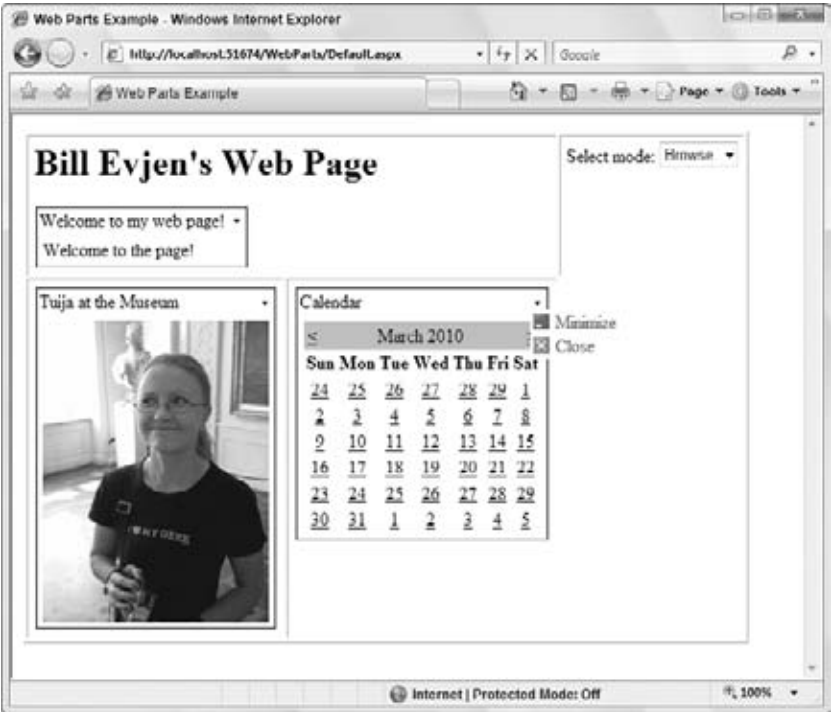 Web Parts Example - Windows Internet Explorer
http://localhost:51674/WebParts/Default.aspx
Google
Web Parts Example
Page
Tools
Bill Evjen's Web Page
Select mode: Browse
Welcome to my web page!
Welcome to the page!
Tuija at the Museum
Calendar
Minimize
Close
< March 2010
Sun Mon Tue Wed Thu Fri Sat
24 25 26 27 28 29 1
2 3 4 5 6 7 8
9 10 11 12 13 14 15
16 17 18 19 20 21 22
23 24 25 26 27 28 29
30 31 1 2 3 4 5
Internet | Protected Mode: Off
100%